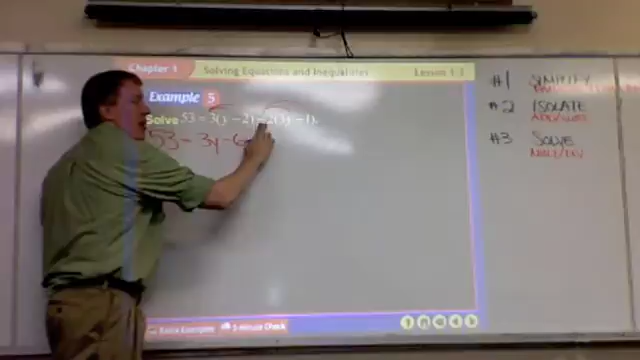 Chapter 1 Solving Equations and Inequalities Lesson 1-3
Example 5
Solve 53 = 3(y − 2) − 2(3y − 1).
53 = 3y − 6
#1 SIMPLIFY
#2 ISOLATE
ADD/SUB
#3 SOLVE
MULT/DIV
Extra Examples 5-Minute Check